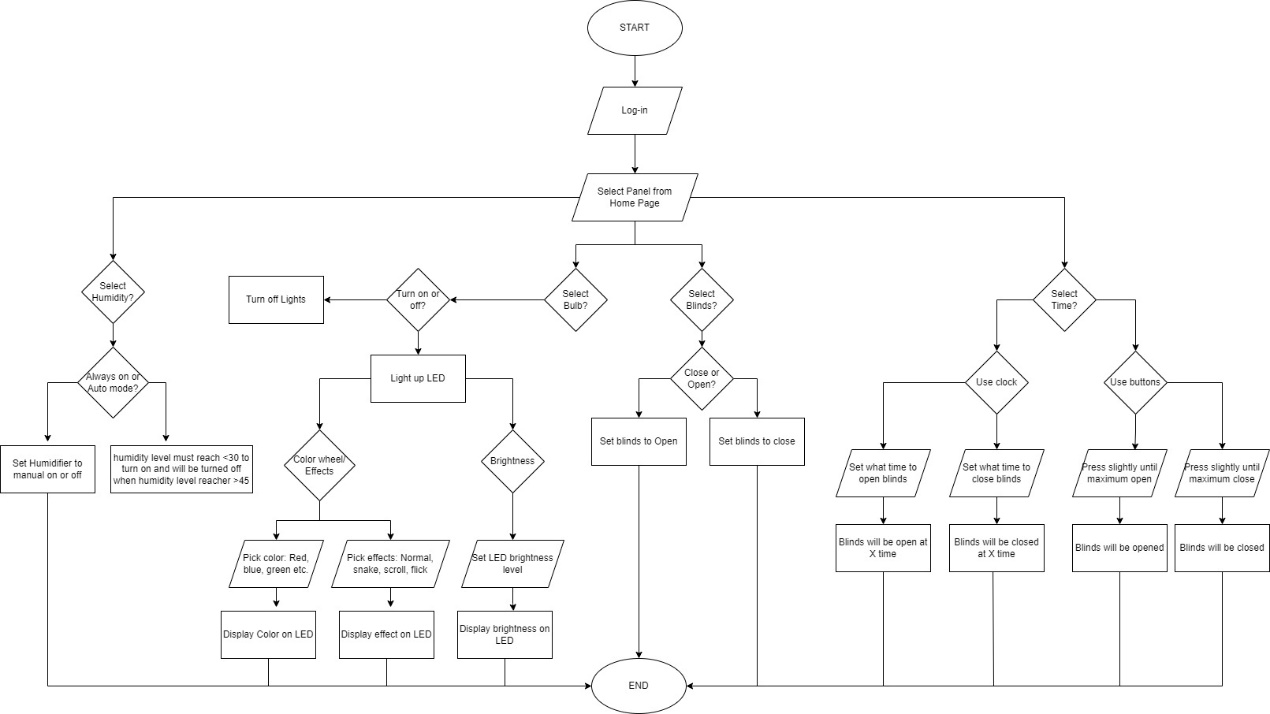 START
Log-in
Select Panel from
Home Page
Select
Humidity?
Turn off Lights
Turn on or
off?
Select
Bulb?
Select
Blinds?
Select
Time?
Always on or
Auto mode?
Light up LED
Close or
Open?
Use clock
Use buttons
Set Humidifier to
manual on or off
humidity level must reach <30 to
turn on and will be turned off
when humidity level reacher >45
Color wheel/
Effects
Brightness
Set blinds to Open
Set blinds to close
Set what time to
open blinds
Set what time to
close blinds
Press slightly until
maximum open
Press slightly until
maximum close
Pick color: Red,
blue, green etc.
Pick effects: Normal,
snake, scroll, flick
Set LED brightness
level
Blinds will be open at
X time
Blinds will be closed
at X time
Blinds will be opened
Blinds will be closed
Display Color on LED
Display effect on LED
Display brightness on
LED
END